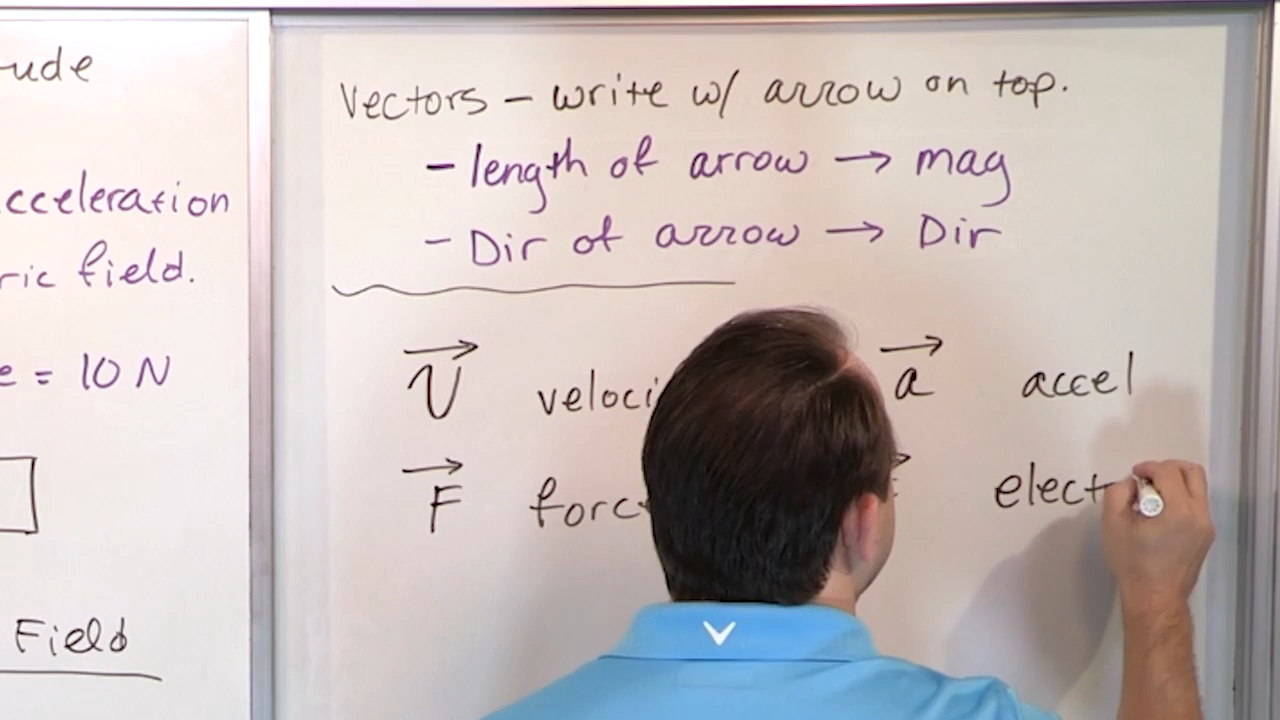 ude
cceleration
ric field.
e = 10 N
Field
Vectors – write w/ arrow on top.
- length of arrow → mag
- Dir of arrow → Dir
V veloci
a accel
F forc
elect